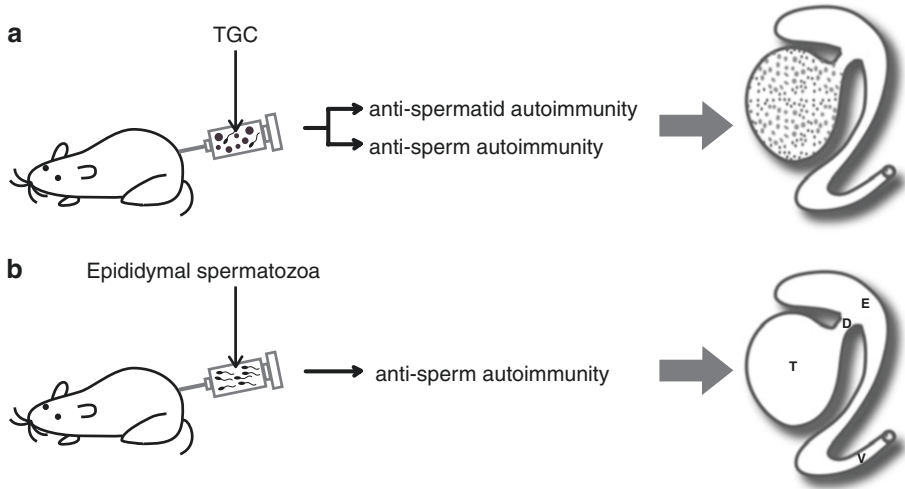 a
TGC
anti-spermatid autoimmunity
anti-sperm autoimmunity
b
Epididymal spermatozoa
anti-sperm autoimmunity
E
D
T
V